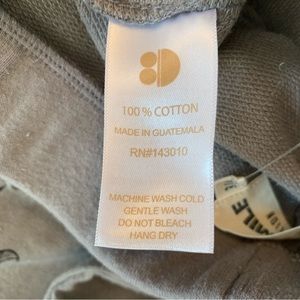 100% COTTON
MADE IN GUATEMALA
RN#143010
MACHINE WASH COLD
GENTLE WASH
DO NOT BLEACH
HANG DRY